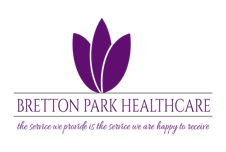 BRETTON PARK HEALTHCARE
the service we provide is the service we are happy to receive